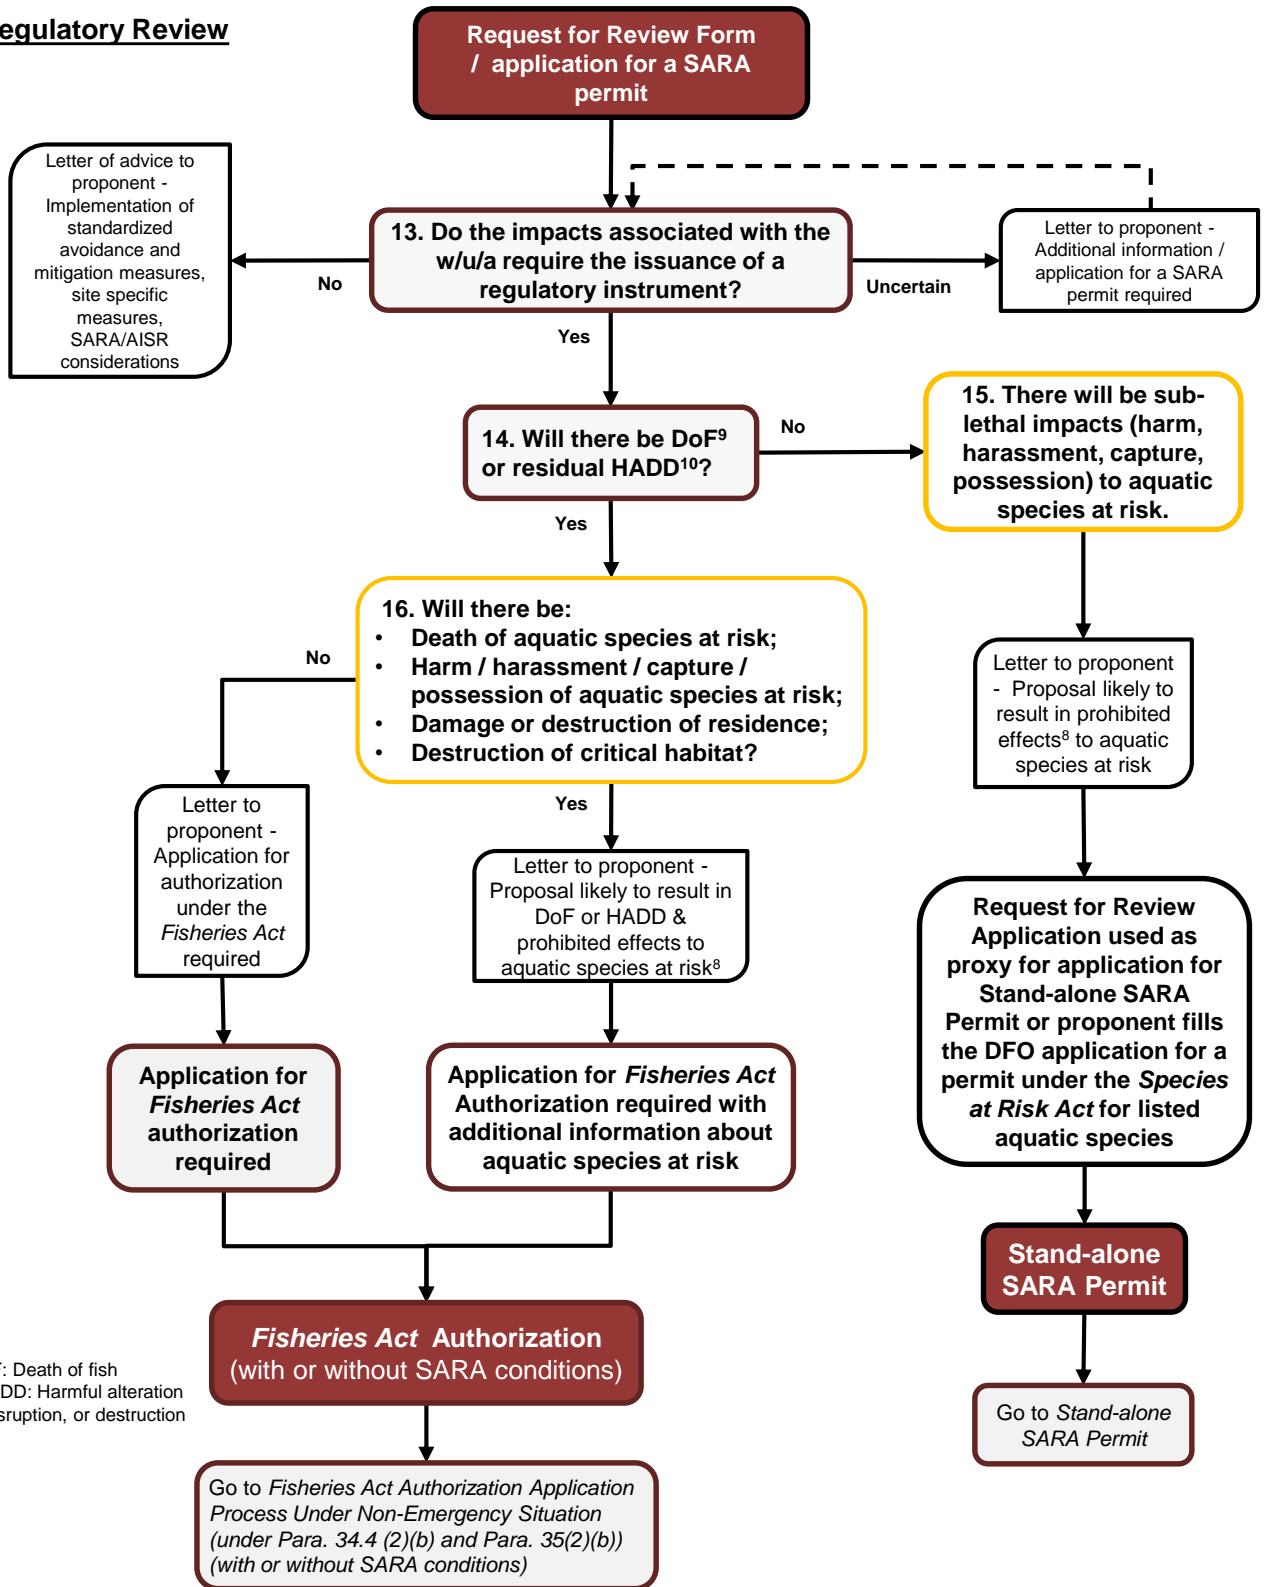 egulatory Review
Request for Review Form
/ application for a SARA
permit
Letter of advice to
proponent -
Implementation of
standardized
avoidance and
mitigation measures,
site specific
measures,
SARA/AISR
considerations
No
13. Do the impacts associated with the
w/u/a require the issuance of a
regulatory instrument?
Uncertain
Letter to proponent -
Additional information /
application for a SARA
permit required
Yes
14. Will there be DoF⁹
or residual HADD¹⁰?
No
15. There will be sub-
lethal impacts (harm,
harassment, capture,
possession) to aquatic
species at risk.
Yes
16. Will there be:
• Death of aquatic species at risk;
• Harm / harassment / capture /
possession of aquatic species at risk;
• Damage or destruction of residence;
• Destruction of critical habitat?
No
Letter to proponent
- Proposal likely to
result in prohibited
effects⁸ to aquatic
species at risk
Yes
Letter to
proponent -
Application for
authorization
under the
Fisheries Act
required
Letter to proponent -
Proposal likely to result in
DoF or HADD &
prohibited effects to
aquatic species at risk⁸
Request for Review
Application used as
proxy for application for
Stand-alone SARA
Permit or proponent fills
the DFO application for a
permit under the Species
at Risk Act for listed
aquatic species
Application for
Fisheries Act
authorization
required
Application for Fisheries Act
Authorization required with
additional information about
aquatic species at risk
Stand-alone
SARA Permit
Fisheries Act Authorization
(with or without SARA conditions)
: Death of fish
DD: Harmful alteration
sruption, or destruction
Go to Stand-alone
SARA Permit
Go to Fisheries Act Authorization Application
Process Under Non-Emergency Situation
(under Para. 34.4 (2)(b) and Para. 35(2)(b))
(with or without SARA conditions)